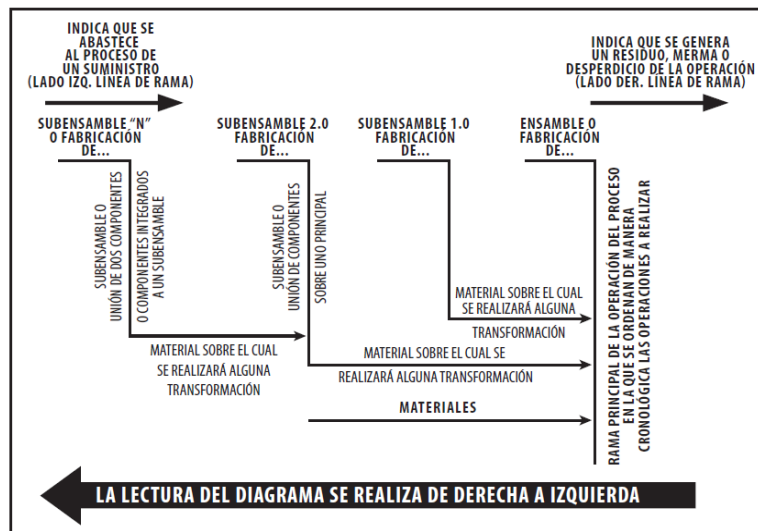 INDICA QUE SE
ABASTECE
AL PROCESO DE
UN SUMINISTRO
(LADO IZQ. LÍNEA DE RAMA)
INDICA QUE SE GENERA
UN RESIDUO, MERMA O
DESPERDICIO DE LA OPERACIÓN
(LADO DER. LÍNEA DE RAMA)
SUBENSAMBLE “N”
O FABRICACIÓN
DE...
SUBENSAMBLE 2.0
FABRICACIÓN
DE...
SUBENSAMBLE 1.0
FABRICACIÓN
DE...
ENSAMBLE O
FABRICACIÓN
DE...
SUBENSAMBLE O
UNIÓN DE DOS COMPONENTES
O COMPONENTES INTEGRADOS
A UN SUBENSAMBLE
SUBENSAMBLE O
UNIÓN DE COMPONENTES
SOBRE UNO PRINCIPAL
MATERIAL SOBRE EL CUAL
SE REALIZARÁ ALGUNA
TRANSFORMACIÓN
MATERIAL SOBRE EL CUAL
SE REALIZARÁ ALGUNA
TRANSFORMACIÓN
MATERIAL SOBRE EL CUAL SE
REALIZARÁ ALGUNA TRANSFORMACIÓN
MATERIALES
RAMA PRINCIPAL DE LA OPERACIÓN DEL PROCESO
EN LA QUE SE ORDENAN DE MANERA
CRONOLÓGICA LAS OPERACIONES A REALIZAR
LA LECTURA DEL DIAGRAMA SE REALIZA DE DERECHA A IZQUIERDA